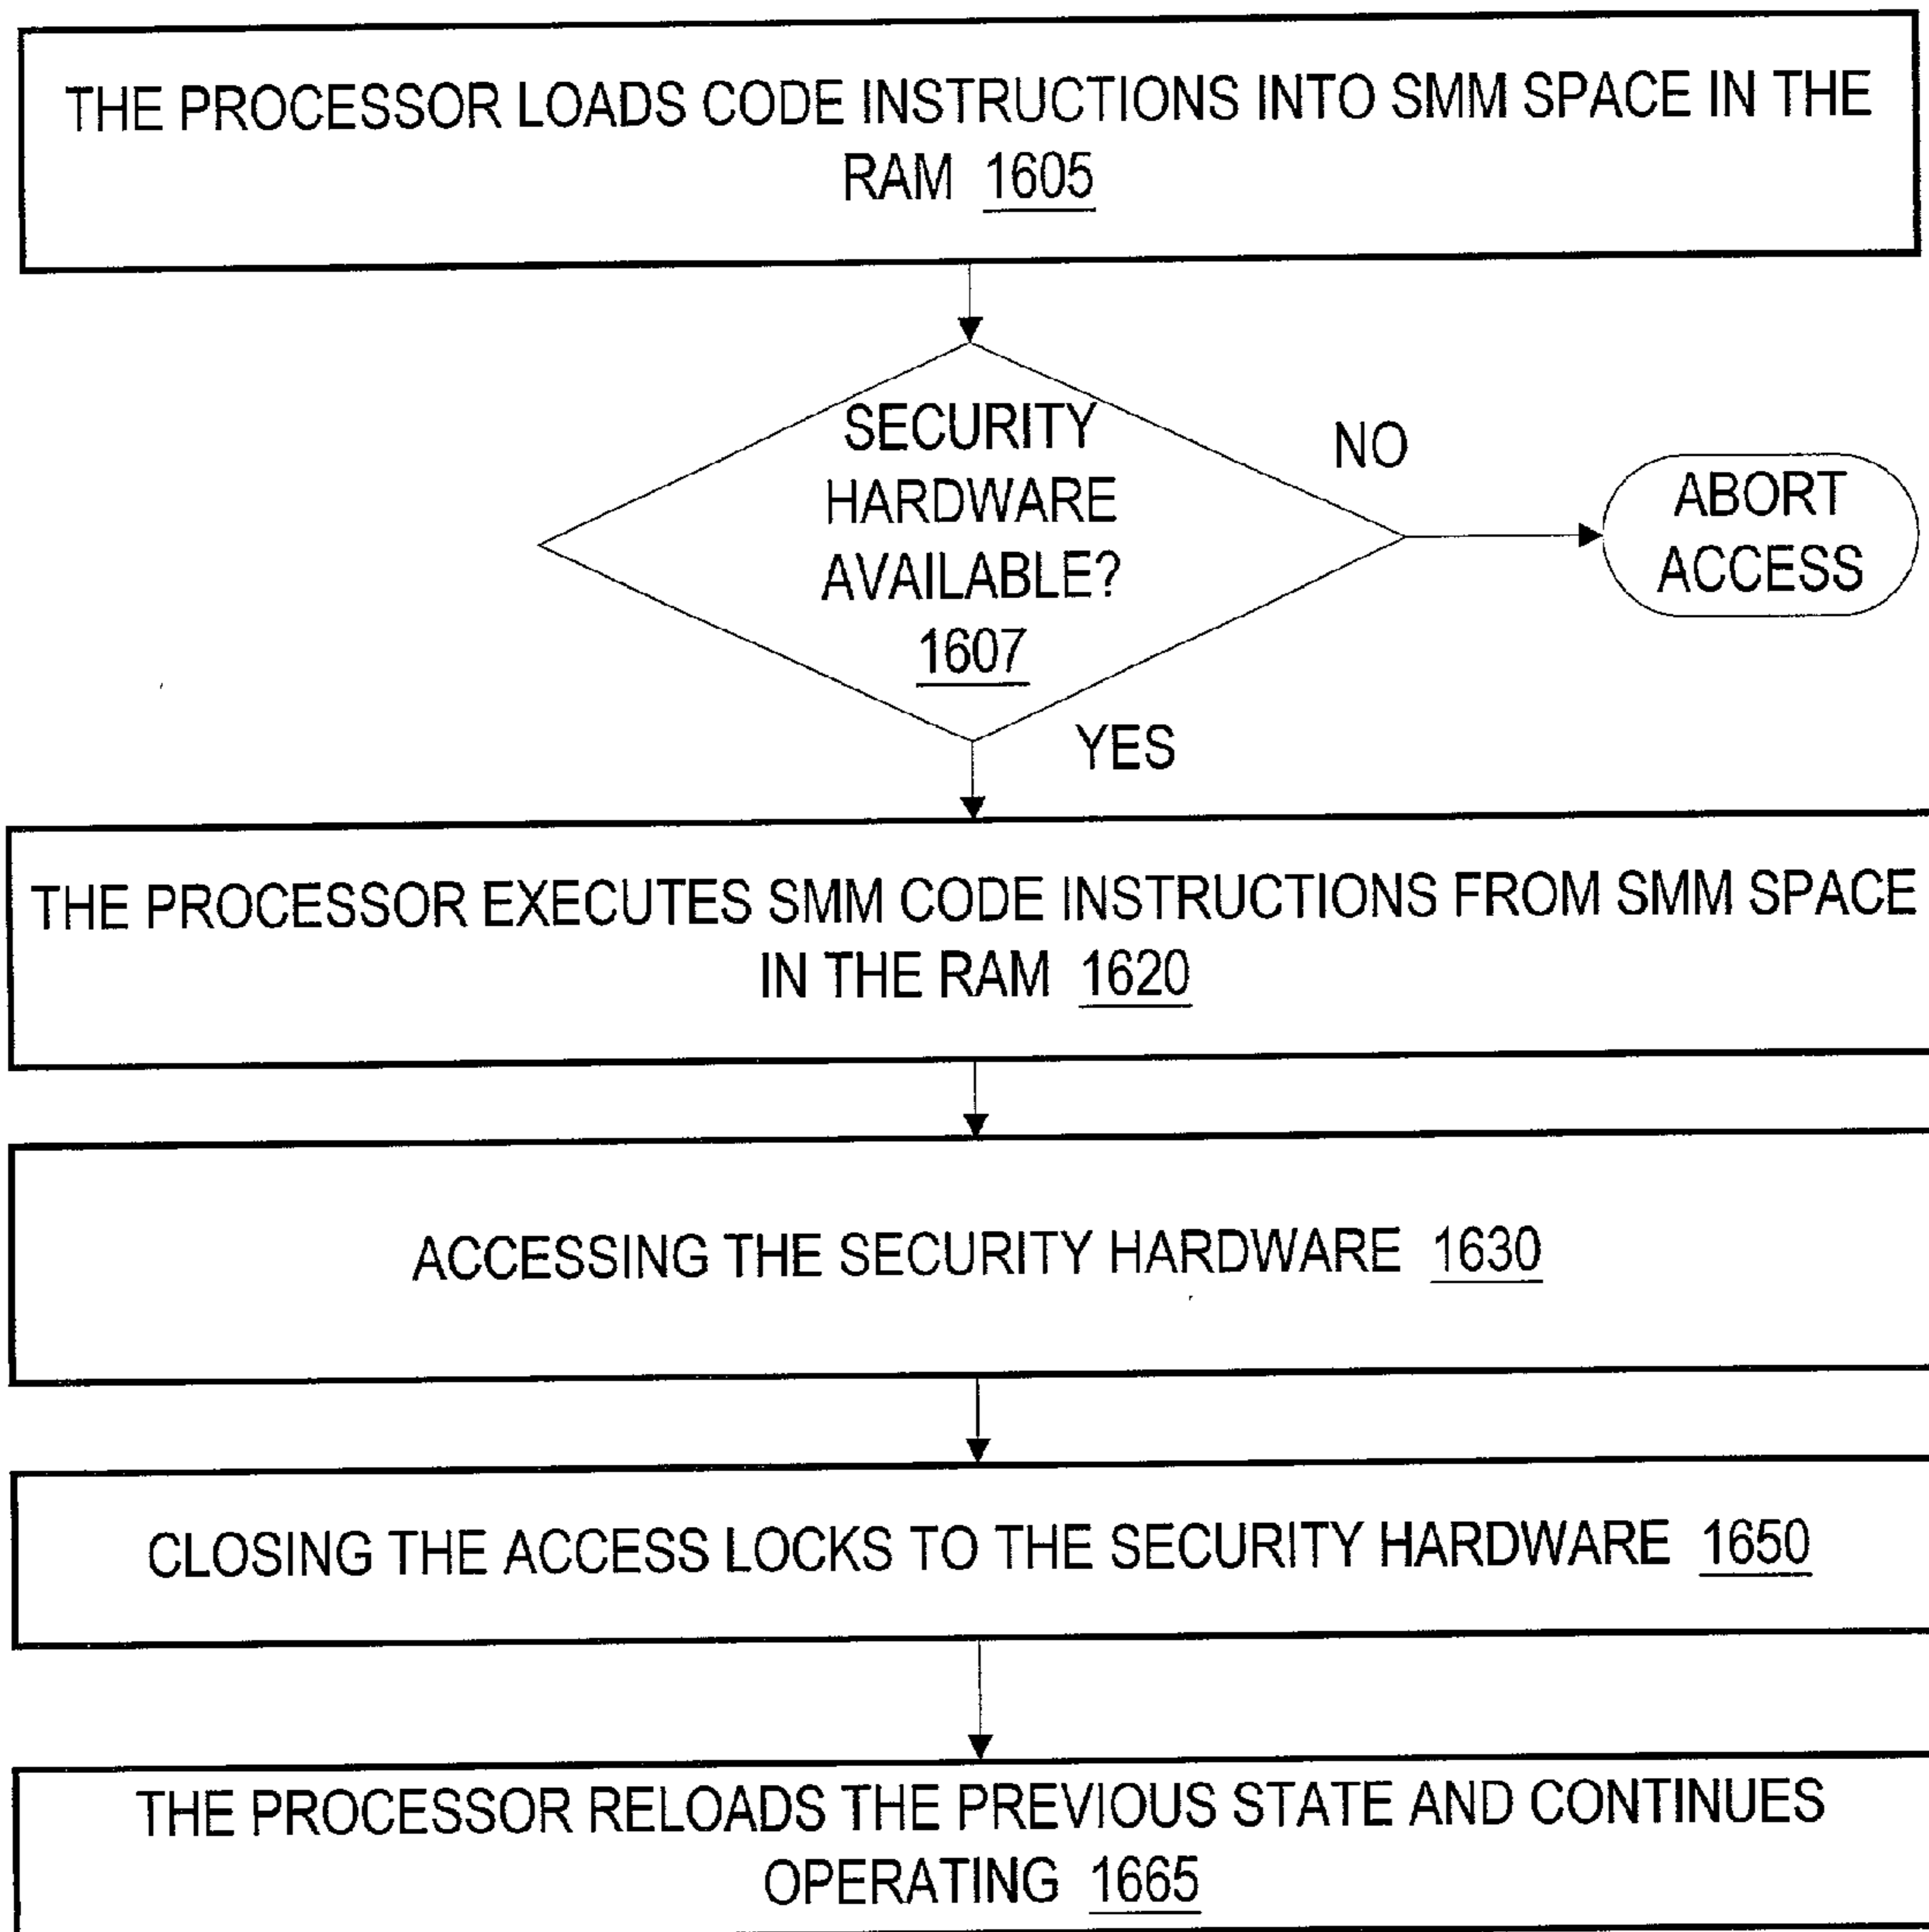 THE PROCESSOR LOADS CODE INSTRUCTIONS INTO SMM SPACE IN THE
RAM 1605
SECURITY
HARDWARE
AVAILABLE?
1607
NO
ABORT
ACCESS
YES
THE PROCESSOR EXECUTES SMM CODE INSTRUCTIONS FROM SMM SPACE
IN THE RAM 1620
ACCESSING THE SECURITY HARDWARE 1630
CLOSING THE ACCESS LOCKS TO THE SECURITY HARDWARE 1650
THE PROCESSOR RELOADS THE PREVIOUS STATE AND CONTINUES
OPERATING 1665